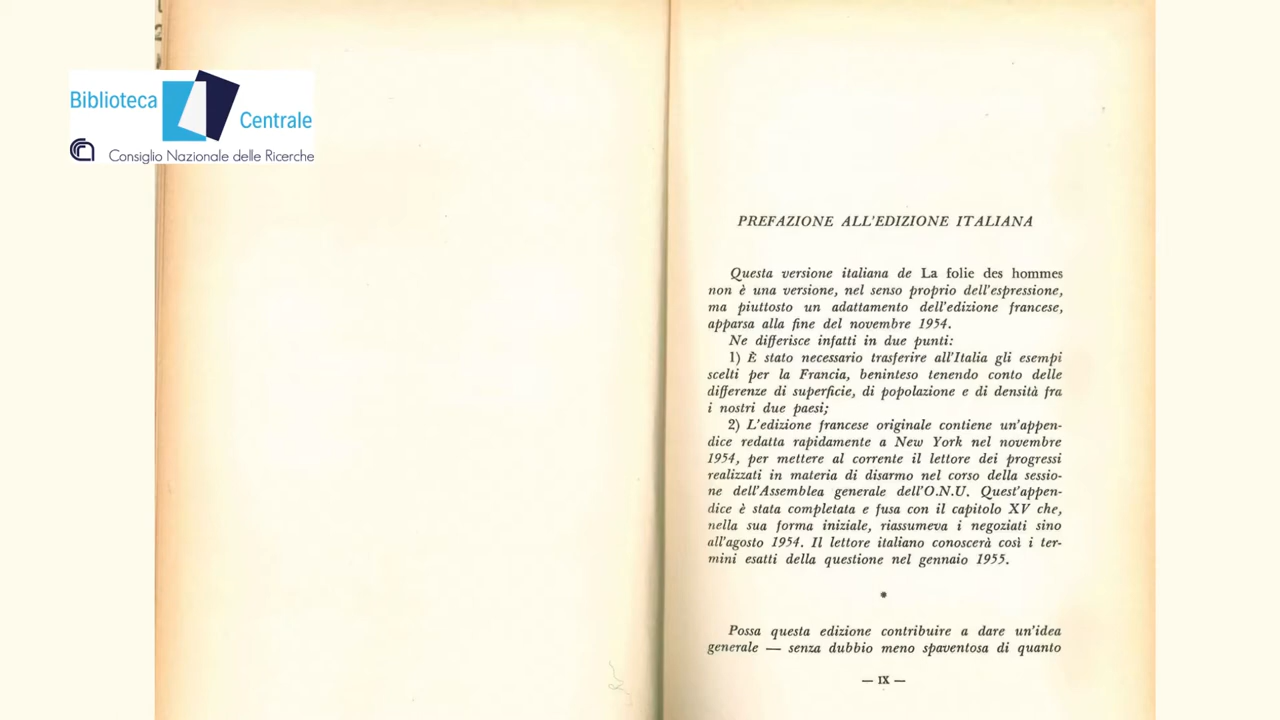 Biblioteca
Centrale
Consiglio Nazionale delle Ricerche
PREFAZIONE ALL'EDIZIONE ITALIANA
Questa versione italiana de La folie des hommes
non è una versione, nel senso proprio dell'espressione,
ma piuttosto un adattamento dell'edizione francese,
apparsa alla fine del novembre 1954.
Ne differisce infatti in due punti:
1) È stato necessario trasferire all'Italia gli esempi
scelti per la Francia, beninteso tenendo conto delle
differenze di superficie, di popolazione e di densità fra
i nostri due paesi;
2) L'edizione francese originale contiene un'appen-
dice redatta rapidamente a New York nel novembre
1954, per mettere al corrente il lettore dei progressi
realizzati in materia di disarmo nel corso della sessio-
ne dell'Assemblea generale dell'O.N.U. Quest'appen-
dice è stata completata e fusa con il capitolo XV che,
nella sua forma iniziale, riassumeva i negoziati sino
all'agosto 1954. Il lettore italiano conoscerà così i ter-
mini esatti della questione nel gennaio 1955.
*
Possa questa edizione contribuire a dare un'idea
generale — senza dubbio meno spaventosa di quanto
— IX —